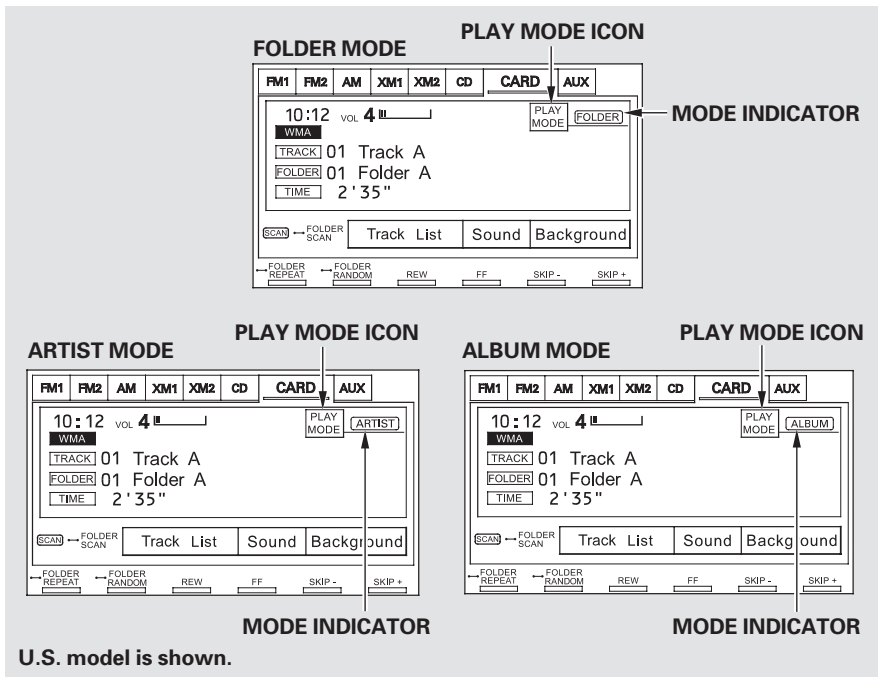 PLAY MODE ICON
FOLDER MODE
FM1 FM2 AM XM1 XM2 CD CARD AUX
10:12 VOL 4 PLAY MODE FOLDER
MODE INDICATOR
WMA
TRACK 01 Track A
FOLDER 01 Folder A
TIME 2'35"
SCAN FOLDER SCAN Track List Sound Background
FOLDER REPEAT FOLDER RANDOM REW FF SKIP - SKIP +
ARTIST MODE
PLAY MODE ICON
FM1 FM2 AM XM1 XM2 CD CARD AUX
10:12 VOL 4 PLAY MODE ARTIST
WMA
TRACK 01 Track A
FOLDER 01 Folder A
TIME 2'35"
SCAN FOLDER SCAN Track List Sound Background
FOLDER REPEAT FOLDER RANDOM REW FF SKIP - SKIP +
MODE INDICATOR
ALBUM MODE
PLAY MODE ICON
FM1 FM2 AM XM1 XM2 CD CARD AUX
10:12 VOL 4 PLAY MODE ALBUM
WMA
TRACK 01 Track A
FOLDER 01 Folder A
TIME 2'35"
SCAN FOLDER SCAN Track List Sound Background
FOLDER REPEAT FOLDER RANDOM REW FF SKIP - SKIP +
MODE INDICATOR
U.S. model is shown.